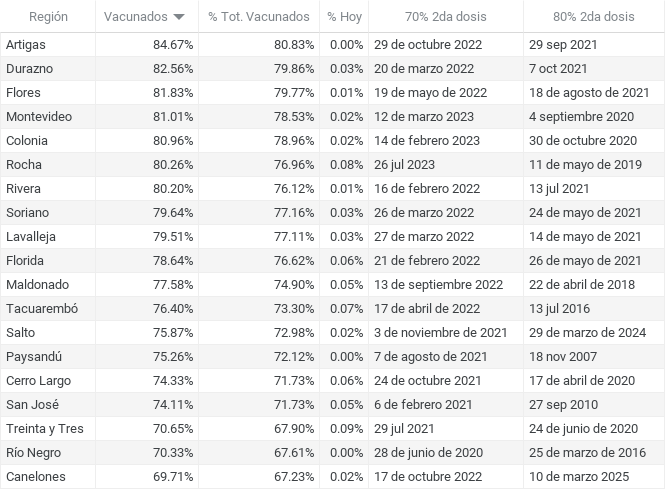 Región Vacunados % Tot. Vacunados % Hoy 70% 2da dosis 80% 2da dosis
Artigas 84.67% 80.83% 0.00% 29 de octubre 2022 29 sep 2021
Durazno 82.56% 79.86% 0.03% 20 de marzo 2022 7 oct 2021
Flores 81.83% 79.77% 0.01% 19 de mayo de 2022 18 de agosto de 2021
Montevideo 81.01% 78.53% 0.02% 12 de marzo 2023 4 septiembre 2020
Colonia 80.96% 78.96% 0.02% 14 de febrero 2023 30 de octubre 2020
Rocha 80.26% 76.96% 0.08% 26 jul 2023 11 de mayo de 2019
Rivera 80.20% 76.12% 0.01% 16 de febrero 2022 13 jul 2021
Soriano 79.64% 77.16% 0.03% 26 de marzo 2022 24 de mayo de 2021
Lavalleja 79.51% 77.11% 0.03% 27 de marzo 2022 14 de mayo de 2021
Florida 78.64% 76.62% 0.06% 21 de febrero 2022 26 de mayo de 2021
Maldonado 77.58% 74.90% 0.05% 13 de septiembre 2022 22 de abril de 2018
Tacuarembó 76.40% 73.30% 0.07% 17 de abril de 2022 13 jul 2016
Salto 75.87% 72.98% 0.02% 3 de noviembre de 2021 29 de marzo de 2024
Paysandú 75.26% 72.12% 0.00% 7 de agosto de 2021 18 nov 2007
Cerro Largo 74.33% 71.73% 0.06% 24 de octubre 2021 17 de abril de 2020
San José 74.11% 71.73% 0.05% 6 de febrero 2021 27 sep 2010
Treinta y Tres 70.65% 67.90% 0.09% 29 jul 2021 24 de junio de 2020
Río Negro 70.33% 67.61% 0.00% 28 de junio de 2020 25 de marzo de 2016
Canelones 69.71% 67.23% 0.02% 17 de octubre 2022 10 de marzo 2025